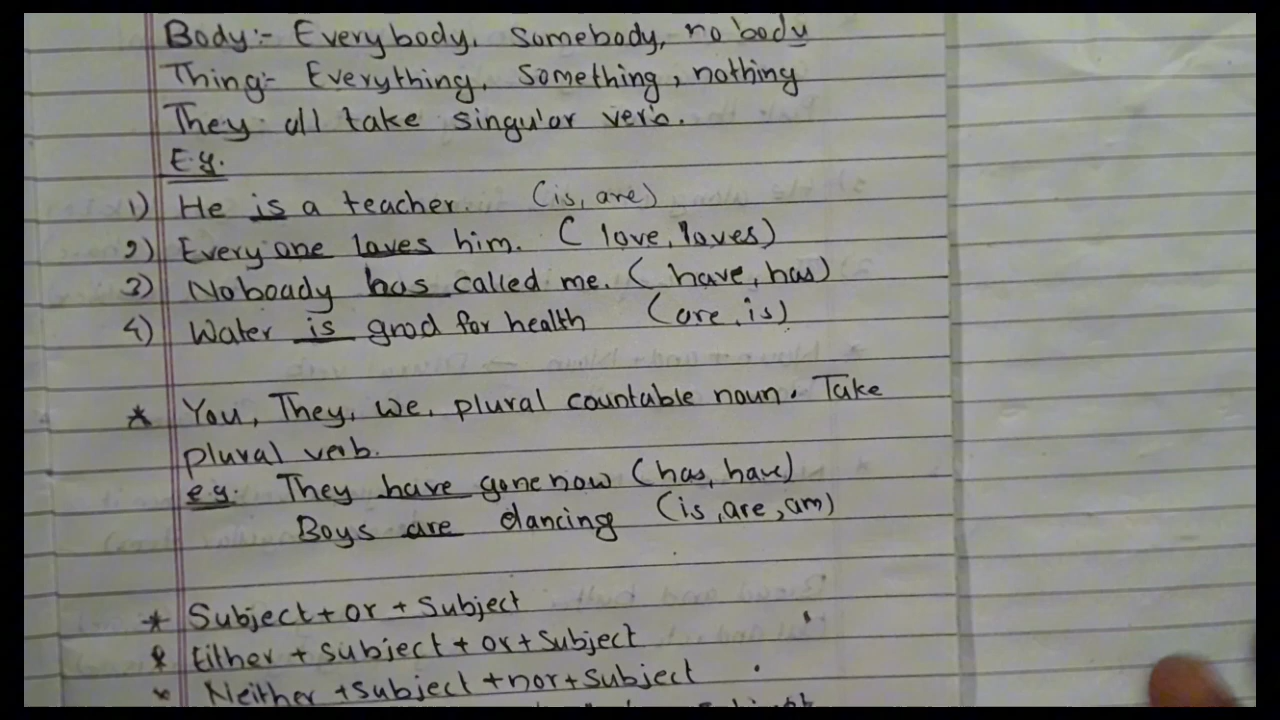 Body:- Everybody, Somebody, no body
Thing:- Everything, Something, nothing
They all take singular verb.
E.g.
1) He is a teacher. (is, are)
2) Everyone loves him. ( love, loves)
3) Noboady has called me. ( have, has)
4) Water is good for health (are, is)
* You, They, we, plural countable noun. Take
plural verb.
e.g. They have gone now (has, have)
Boys are dancing (is, are, am)
* Subject + or + Subject
* Either + subject + or + subject
* Neither + subject + nor + subject